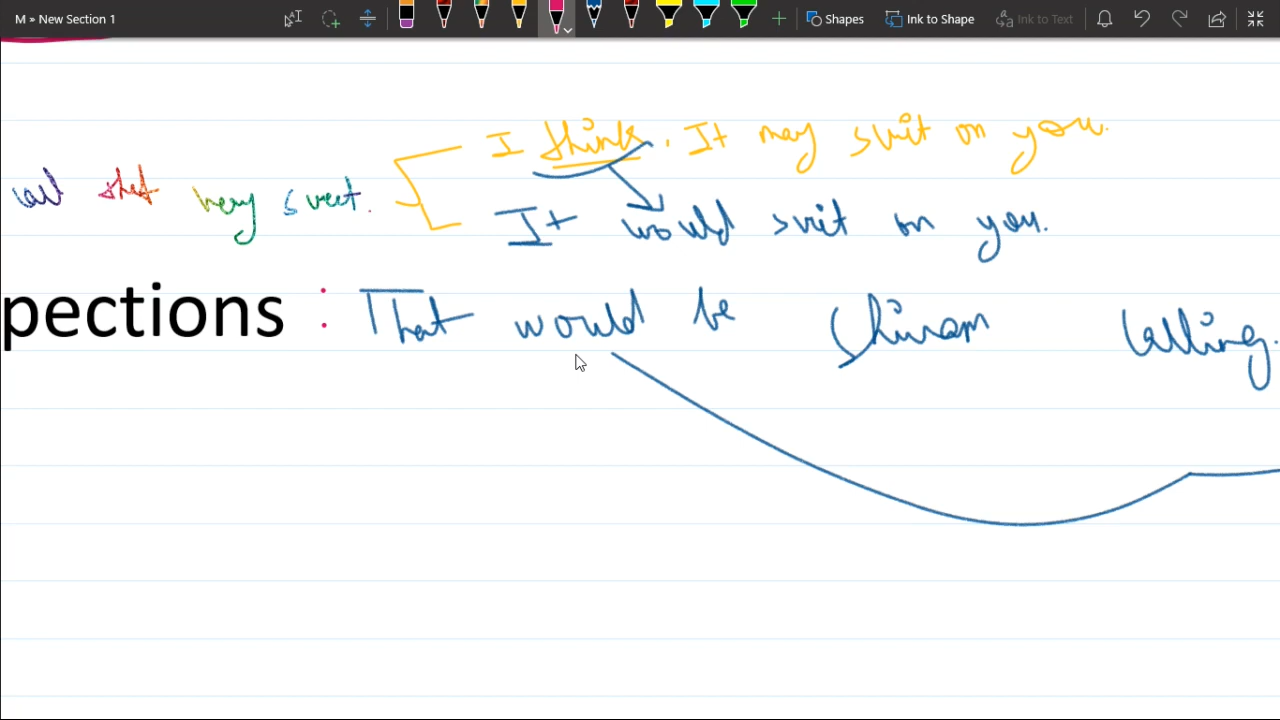 M » New Section 1 Shapes Ink to Shape Ink to Text
I think. It may suit on you.
very sweet.
It would suit on you.
pections : That would be Shivam Calling.